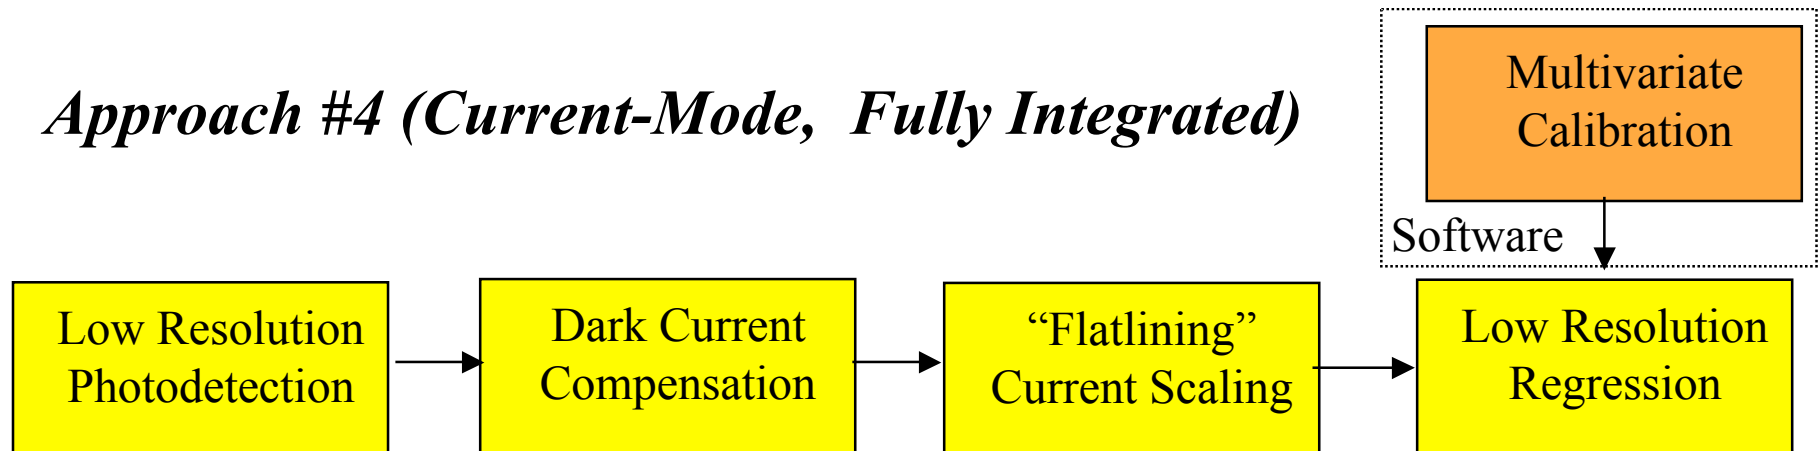 Approach #4 (Current-Mode, Fully Integrated)
Multivariate
Calibration
Software
Low Resolution
Photodetection
Dark Current
Compensation
“Flatlining”
Current Scaling
Low Resolution
Regression